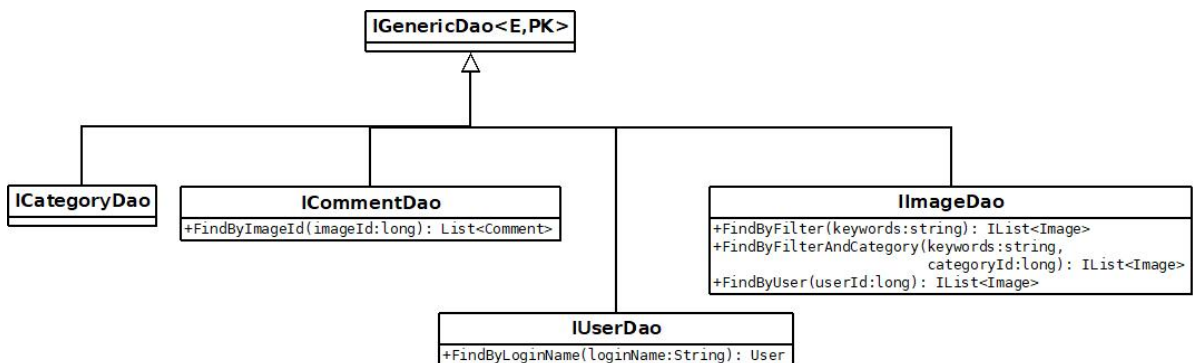 IGenericDao<E,PK>
ICategoryDao
ICommentDao
+FindByImageId(imageId:long): List<Comment>
IImageDao
+FindByFilter(keywords:string): IList<Image>
+FindByFilterAndCategory(keywords:string,
categoryId:long): IList<Image>
+FindByUser(userId:long): IList<Image>
IUserDao
+FindByLoginName(loginName:String): User